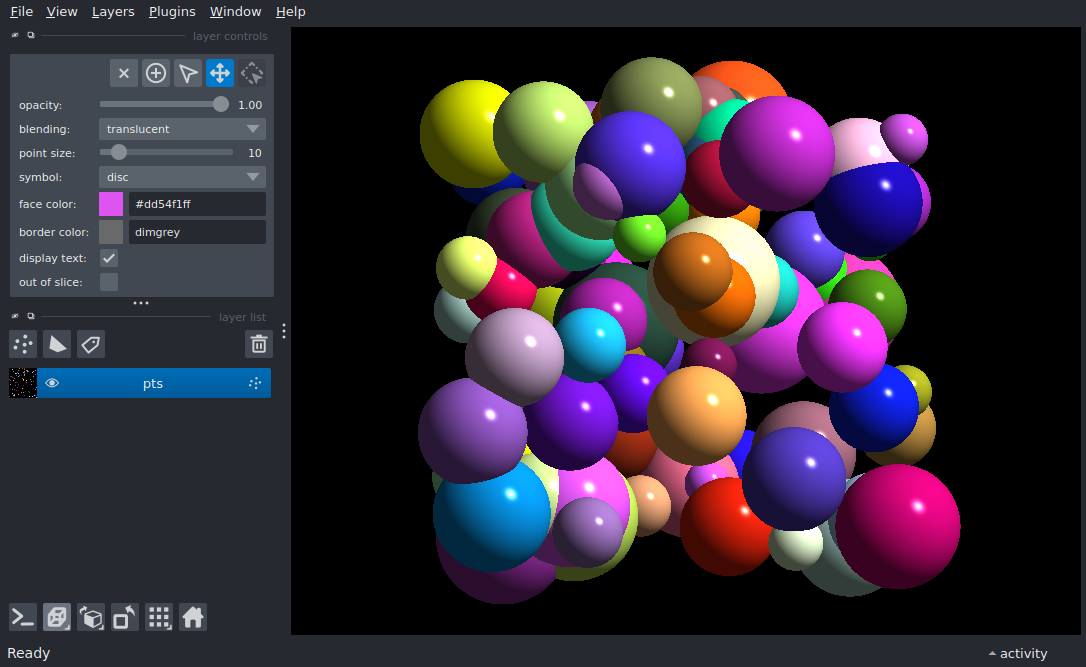 File View Layers Plugins Window Help
layer controls
opacity: 1.00
blending: translucent
point size: 10
symbol: disc
face color: #dd54f1ff
border color: dimgrey
display text:
out of slice:
layer list
pts
Ready activity